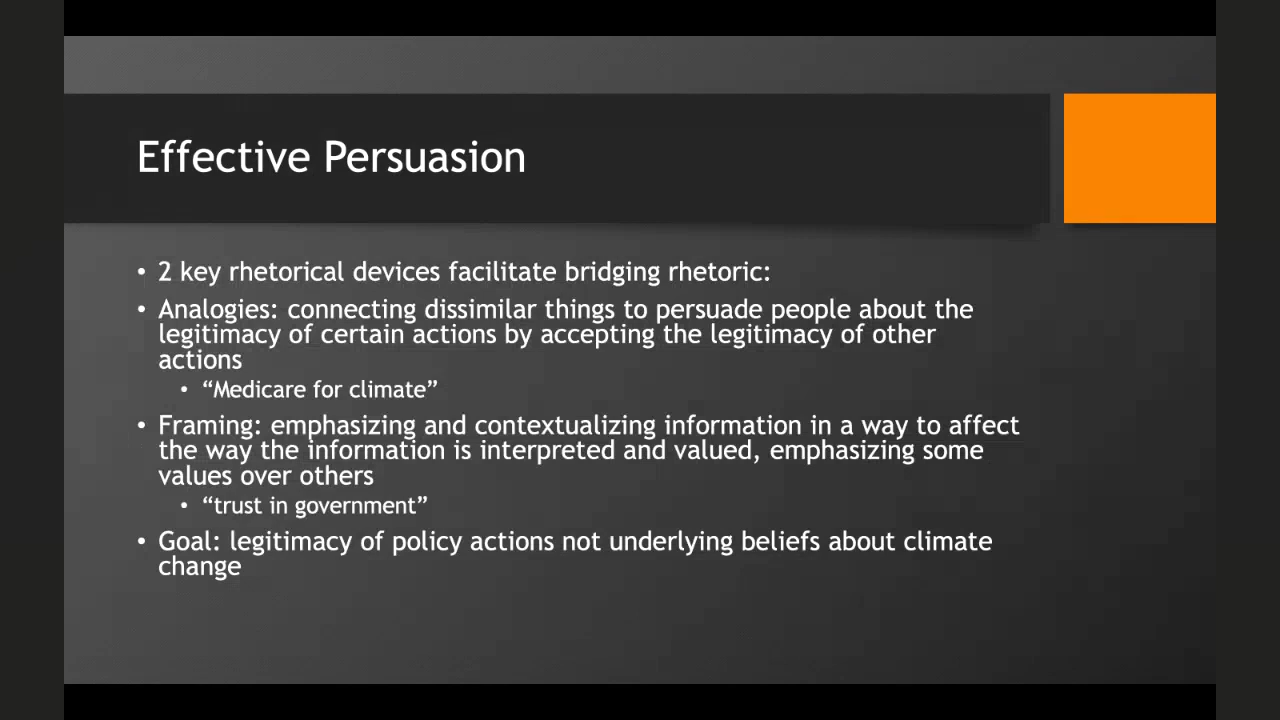 Effective Persuasion
• 2 key rhetorical devices facilitate bridging rhetoric:
• Analogies: connecting dissimilar things to persuade people about the
legitimacy of certain actions by accepting the legitimacy of other
actions
• “Medicare for climate”
• Framing: emphasizing and contextualizing information in a way to affect
the way the information is interpreted and valued, emphasizing some
values over others
• “trust in government”
• Goal: legitimacy of policy actions not underlying beliefs about climate
change